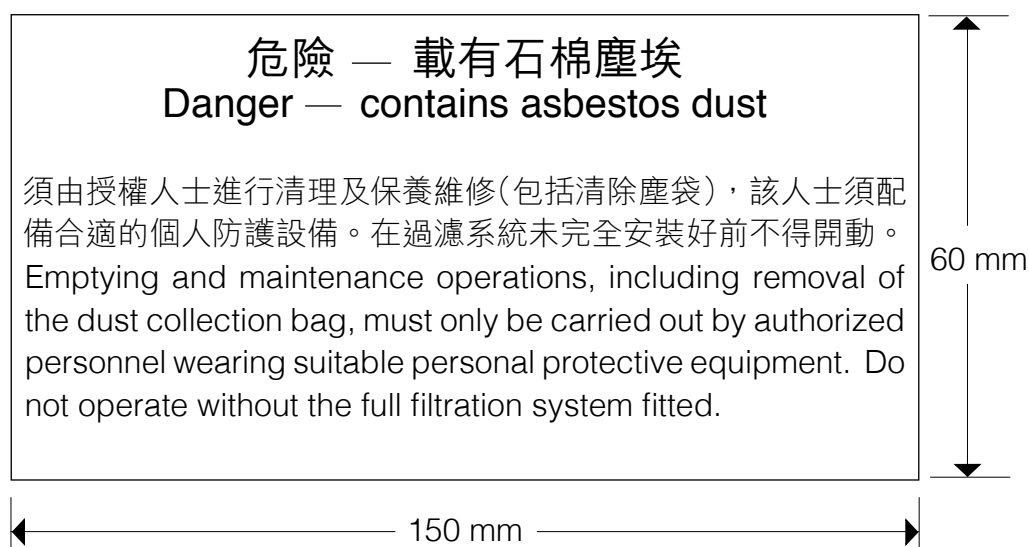 危險 — 載有石棉塵埃
Danger — contains asbestos dust
須由授權人士進行清理及保養維修(包括清除塵袋)，該人士須配
備合適的個人防護設備。在過濾系統未完全安裝好前不得開動。
Emptying and maintenance operations, including removal of
the dust collection bag, must only be carried out by authorized
personnel wearing suitable personal protective equipment. Do
not operate without the full filtration system fitted.
60 mm
150 mm